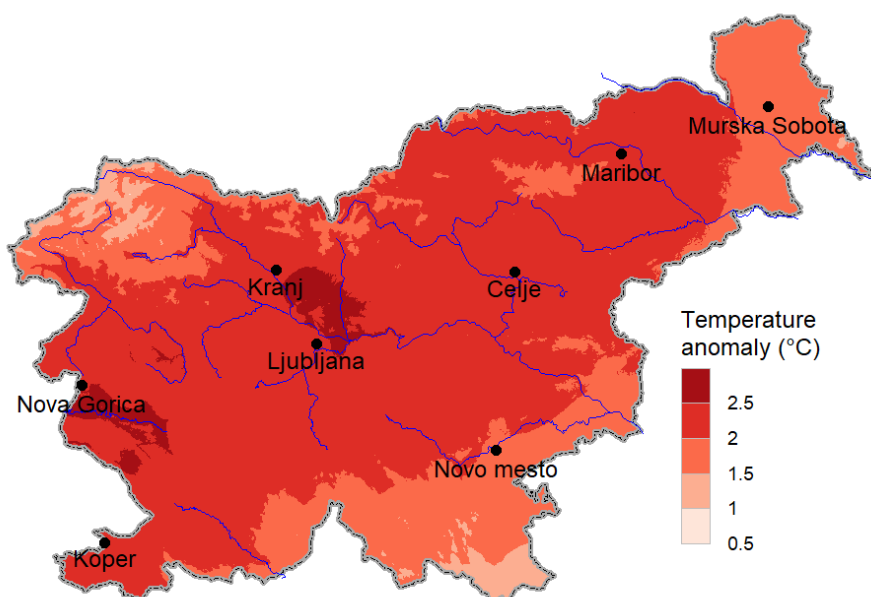 Murska Sobota
Maribor
Kranj
Celje
Ljubljana
Nova Gorica
Novo mesto
Koper
Temperature
anomaly (°C)
2.5
2
1.5
1
0.5